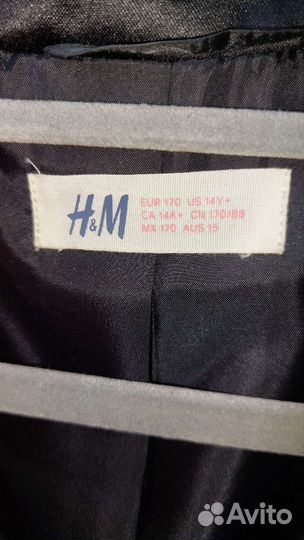 H&M
EUR 170 US 14Y+
CA 14A+ CN 170/88
MX 170 AUS 15
Avito